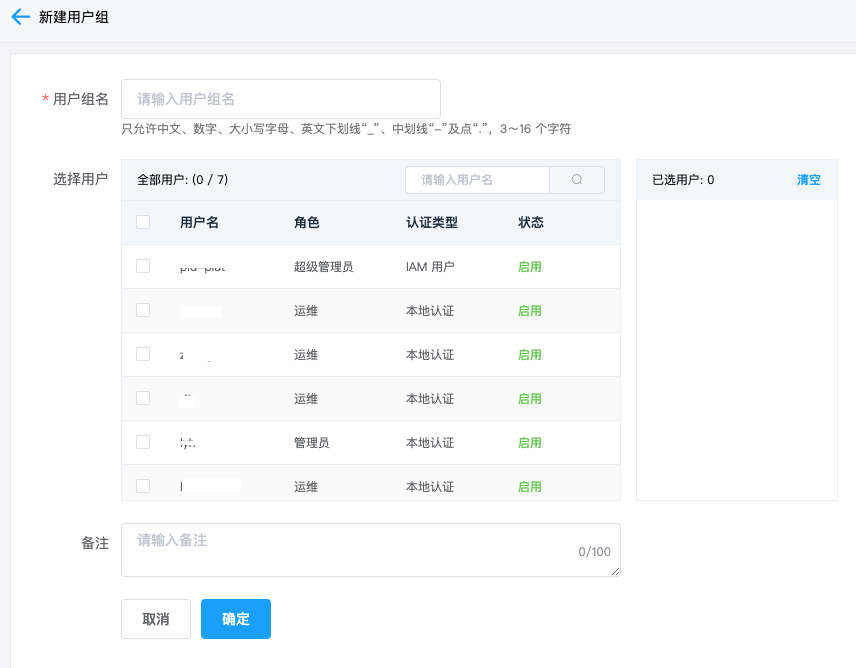 新建用户组
* 用户组名 请输入用户组名
只允许中文、数字、大小写字母、英文下划线“_”、中划线“-”及点“.”，3～16 个字符
选择用户 全部用户: (0 / 7) 请输入用户名 已选用户: 0 清空
用户名 角色 认证类型 状态
超级管理员 IAM 用户 启用
运维 本地认证 启用
运维 本地认证 启用
运维 本地认证 启用
管理员 本地认证 启用
运维 本地认证 启用
备注 请输入备注
0/100
取消 确定